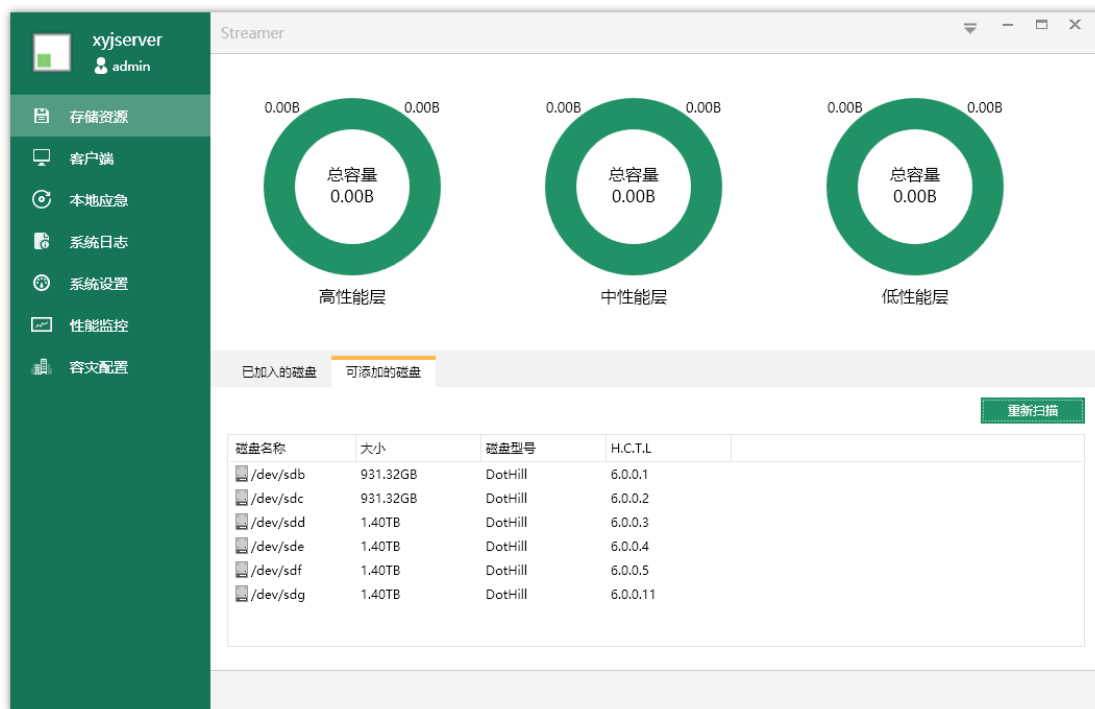 xyjserver
admin
Streamer
存储资源
客户端
本地应急
系统日志
系统设置
性能监控
容灾配置
0.00B 0.00B
总容量
0.00B
高性能层
0.00B 0.00B
总容量
0.00B
中性能层
0.00B 0.00B
总容量
0.00B
低性能层
已加入的磁盘 可添加的磁盘
重新扫描
磁盘名称 大小 磁盘型号 H.C.T.L
/dev/sdb 931.32GB DotHill 6.0.0.1
/dev/sdc 931.32GB DotHill 6.0.0.2
/dev/sdd 1.40TB DotHill 6.0.0.3
/dev/sde 1.40TB DotHill 6.0.0.4
/dev/sdf 1.40TB DotHill 6.0.0.5
/dev/sdg 1.40TB DotHill 6.0.0.11